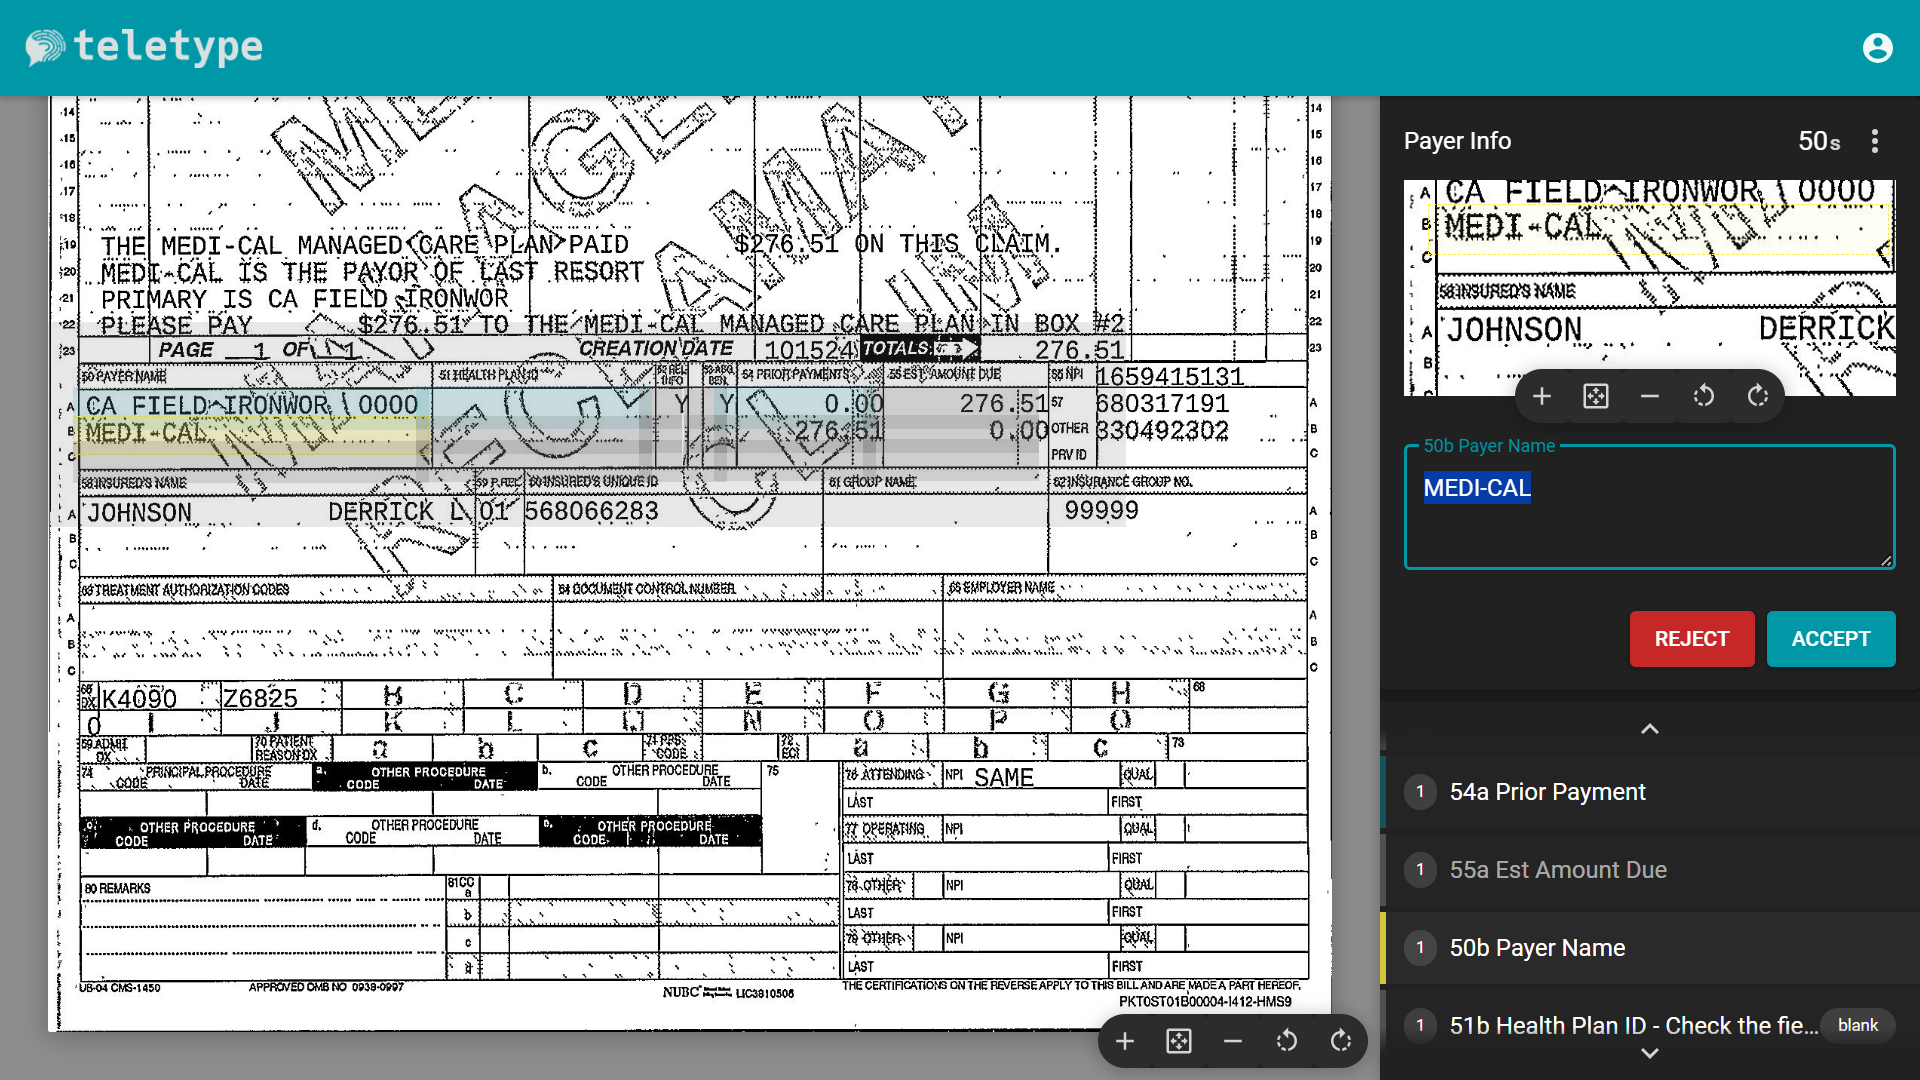 teletype
14
15
16
17
18
19 THE MEDI-CAL MANAGED CARE PLAN PAID $276.51 ON THIS CLAIM. 19
20 MEDI-CAL IS THE PAYOR OF LAST RESORT 20
21 PRIMARY IS CA FIELD IRONWOR 21
22 PLEASE PAY $276.51 TO THE MEDI-CAL MANAGED CARE PLAN IN BOX #2 22
23 PAGE 1 OF 1 CREATION DATE 101524 TOTALS 276.51 23
50 PAYER NAME 51 HEALTH PLAN ID 52 REL INFO 53 ASG. BEN. 54 PRIOR PAYMENTS 55 EST. AMOUNT DUE 56 NPI 1659415131
A CA FIELD IRONWOR 0000 Y Y 0.00 276.51 57 680317191 A
B MEDI-CAL 276.51 0.00 OTHER 330492302 B
C PRV ID C
58 INSURED'S NAME 59 P.REL 60 INSURED'S UNIQUE ID 61 GROUP NAME 62 INSURANCE GROUP NO.
A JOHNSON DERRICK L 01 568066283 99999 A
B B
C C
63 TREATMENT AUTHORIZATION CODES 64 DOCUMENT CONTROL NUMBER 65 EMPLOYER NAME
A A
B B
C C
66 DX K4090 Z6825 B C D E F G H 68
0 I J K L M N O P Q
69 ADMIT DX 70 PATIENT REASON DX a b c 71 PPS CODE 72 ECI a b c 73
74 PRINCIPAL PROCEDURE CODE DATE a. OTHER PROCEDURE CODE DATE b. OTHER PROCEDURE CODE DATE 75 76 ATTENDING NPI SAME QUAL
LAST FIRST
c. OTHER PROCEDURE CODE DATE d. OTHER PROCEDURE CODE DATE e. OTHER PROCEDURE CODE DATE 77 OPERATING NPI QUAL
LAST FIRST
80 REMARKS 81CC a 78 OTHER NPI QUAL
b LAST FIRST
c 79 OTHER NPI QUAL
d LAST FIRST
UB-04 CMS-1450 APPROVED OMB NO. 0938-0997 NUBC LIC3810506 THE CERTIFICATIONS ON THE REVERSE APPLY TO THIS BILL AND ARE MADE A PART HEREOF.
PKT0ST01B00004-I412-HMS9
Payer Info 50s
A CA FIELD IRONWOR 0000
B MEDI-CAL
C
58 INSURED'S NAME
A JOHNSON DERRICK
B
50b Payer Name
MEDI-CAL
REJECT ACCEPT
1 54a Prior Payment
1 55a Est Amount Due
1 50b Payer Name
1 51b Health Plan ID - Check the fie... blank